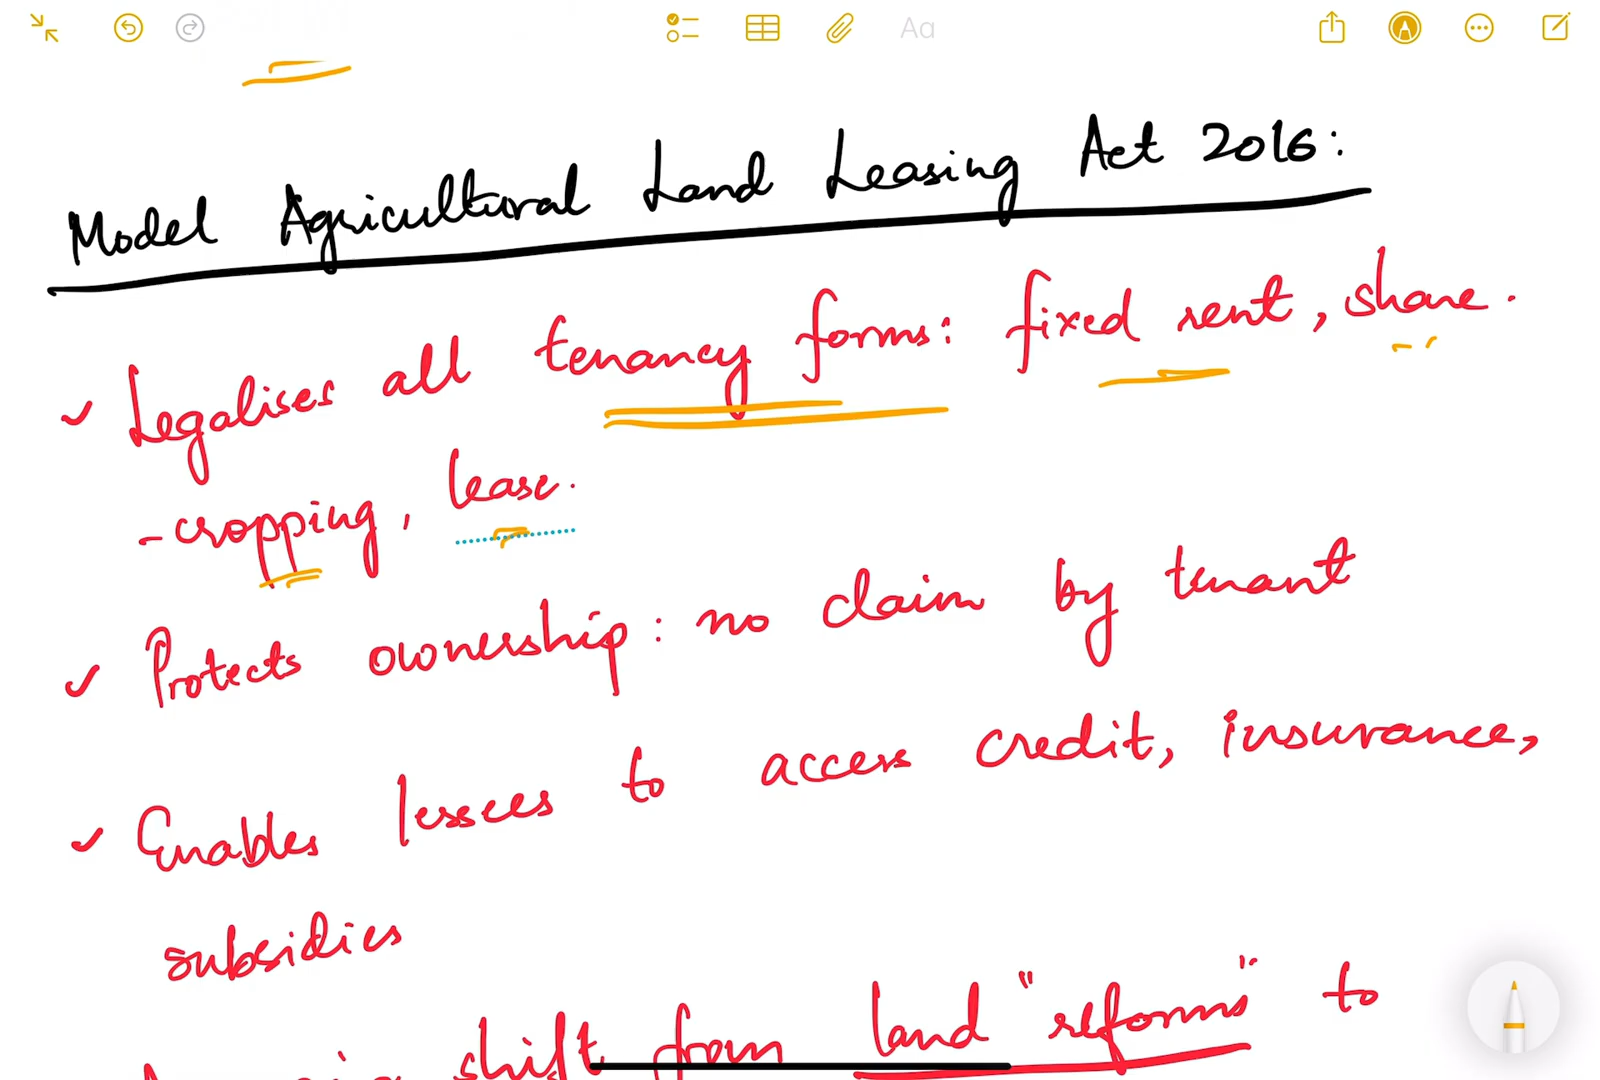 Aa
Model Agricultural Land Leasing Act 2016:
Legalises all tenancy forms: fixed rent, share.
-cropping, lease.
Protects ownership: no claim by tenant
Enables lessees to access credit, insurance,
subsidies
shift from land "reforms" to